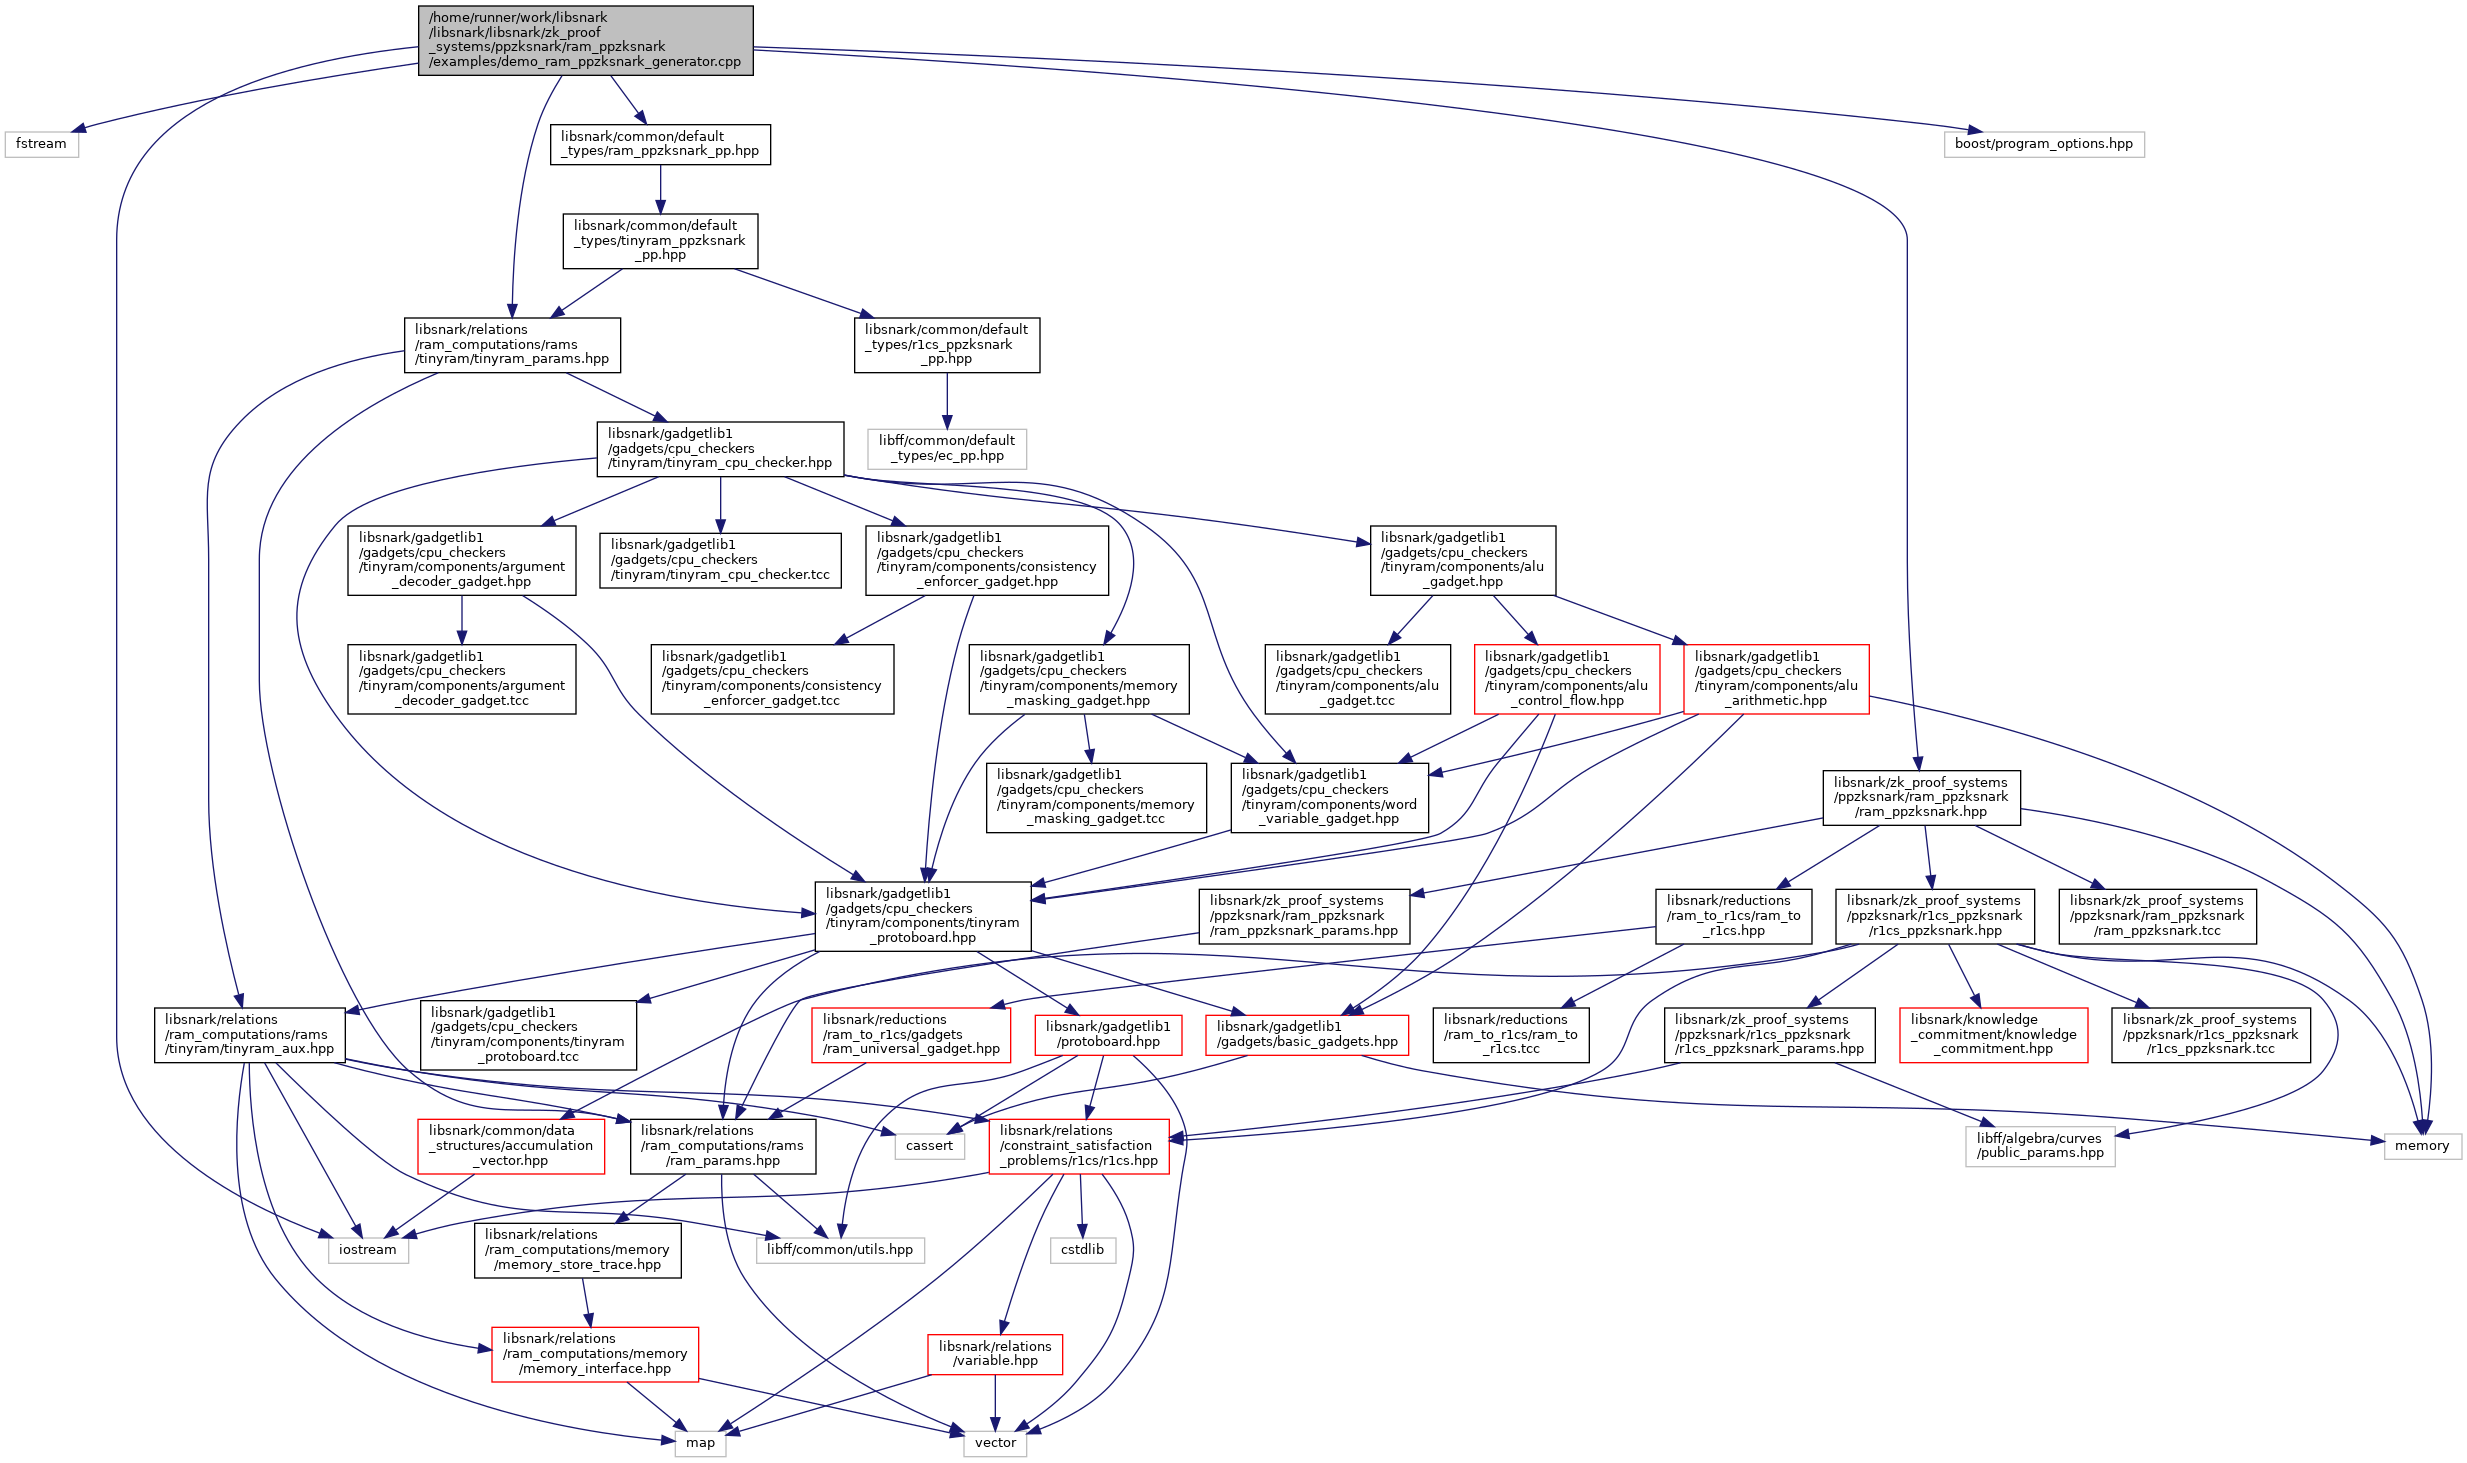 /home/runner/work/libsnark
/libsnark/libsnark/zk_proof
_systems/ppzksnark/ram_ppzksnark
/examples/demo_ram_ppzksnark_generator.cpp
fstream
libsnark/common/default
_types/ram_ppzksnark_pp.hpp
boost/program_options.hpp
libsnark/common/default
_types/tinyram_ppzksnark
_pp.hpp
libsnark/relations
/ram_computations/rams
/tinyram/tinyram_params.hpp
libsnark/common/default
_types/r1cs_ppzksnark
_pp.hpp
libsnark/gadgetlib1
/gadgets/cpu_checkers
/tinyram/tinyram_cpu_checker.hpp
libff/common/default
_types/ec_pp.hpp
libsnark/gadgetlib1
/gadgets/cpu_checkers
/tinyram/components/argument
_decoder_gadget.hpp
libsnark/gadgetlib1
/gadgets/cpu_checkers
/tinyram/tinyram_cpu_checker.tcc
libsnark/gadgetlib1
/gadgets/cpu_checkers
/tinyram/components/consistency
_enforcer_gadget.hpp
libsnark/gadgetlib1
/gadgets/cpu_checkers
/tinyram/components/alu
_gadget.hpp
libsnark/gadgetlib1
/gadgets/cpu_checkers
/tinyram/components/argument
_decoder_gadget.tcc
libsnark/gadgetlib1
/gadgets/cpu_checkers
/tinyram/components/consistency
_enforcer_gadget.tcc
libsnark/gadgetlib1
/gadgets/cpu_checkers
/tinyram/components/memory
_masking_gadget.hpp
libsnark/gadgetlib1
/gadgets/cpu_checkers
/tinyram/components/alu
_gadget.tcc
libsnark/gadgetlib1
/gadgets/cpu_checkers
/tinyram/components/alu
_control_flow.hpp
libsnark/gadgetlib1
/gadgets/cpu_checkers
/tinyram/components/alu
_arithmetic.hpp
libsnark/gadgetlib1
/gadgets/cpu_checkers
/tinyram/components/memory
_masking_gadget.tcc
libsnark/gadgetlib1
/gadgets/cpu_checkers
/tinyram/components/word
_variable_gadget.hpp
libsnark/zk_proof_systems
/ppzksnark/ram_ppzksnark
/ram_ppzksnark.hpp
libsnark/gadgetlib1
/gadgets/cpu_checkers
/tinyram/components/tinyram
_protoboard.hpp
libsnark/zk_proof_systems
/ppzksnark/ram_ppzksnark
/ram_ppzksnark_params.hpp
libsnark/reductions
/ram_to_r1cs/ram_to
_r1cs.hpp
libsnark/zk_proof_systems
/ppzksnark/r1cs_ppzksnark
/r1cs_ppzksnark.hpp
libsnark/zk_proof_systems
/ppzksnark/ram_ppzksnark
/ram_ppzksnark.tcc
libsnark/relations
/ram_computations/rams
/tinyram/tinyram_aux.hpp
libsnark/gadgetlib1
/gadgets/cpu_checkers
/tinyram/components/tinyram
_protoboard.tcc
libsnark/reductions
/ram_to_r1cs/gadgets
/ram_universal_gadget.hpp
libsnark/gadgetlib1
/protoboard.hpp
libsnark/gadgetlib1
/gadgets/basic_gadgets.hpp
libsnark/reductions
/ram_to_r1cs/ram_to
_r1cs.tcc
libsnark/zk_proof_systems
/ppzksnark/r1cs_ppzksnark
/r1cs_ppzksnark_params.hpp
libsnark/knowledge
_commitment/knowledge
_commitment.hpp
libsnark/zk_proof_systems
/ppzksnark/r1cs_ppzksnark
/r1cs_ppzksnark.tcc
libsnark/common/data
_structures/accumulation
_vector.hpp
libsnark/relations
/ram_computations/rams
/ram_params.hpp
cassert
libsnark/relations
/constraint_satisfaction
_problems/r1cs/r1cs.hpp
libff/algebra/curves
/public_params.hpp
memory
iostream
libsnark/relations
/ram_computations/memory
/memory_store_trace.hpp
libff/common/utils.hpp
cstdlib
libsnark/relations
/ram_computations/memory
/memory_interface.hpp
libsnark/relations
/variable.hpp
map
vector